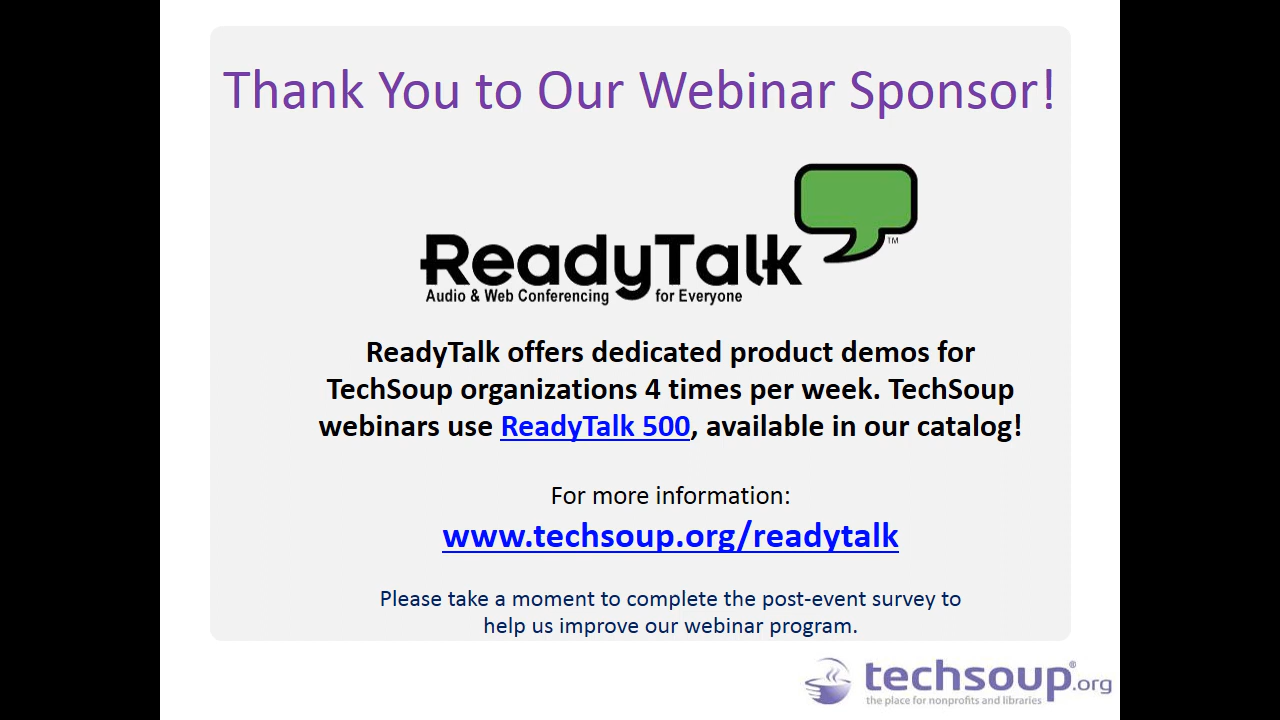 Thank You to Our Webinar Sponsor!
ReadyTalk
TM
Audio & Web Conferencing for Everyone
ReadyTalk offers dedicated product demos for
TechSoup organizations 4 times per week. TechSoup
webinars use ReadyTalk 500, available in our catalog!
For more information:
www.techsoup.org/readytalk
Please take a moment to complete the post-event survey to
help us improve our webinar program.
techsoup®.org
the place for nonprofits and libraries